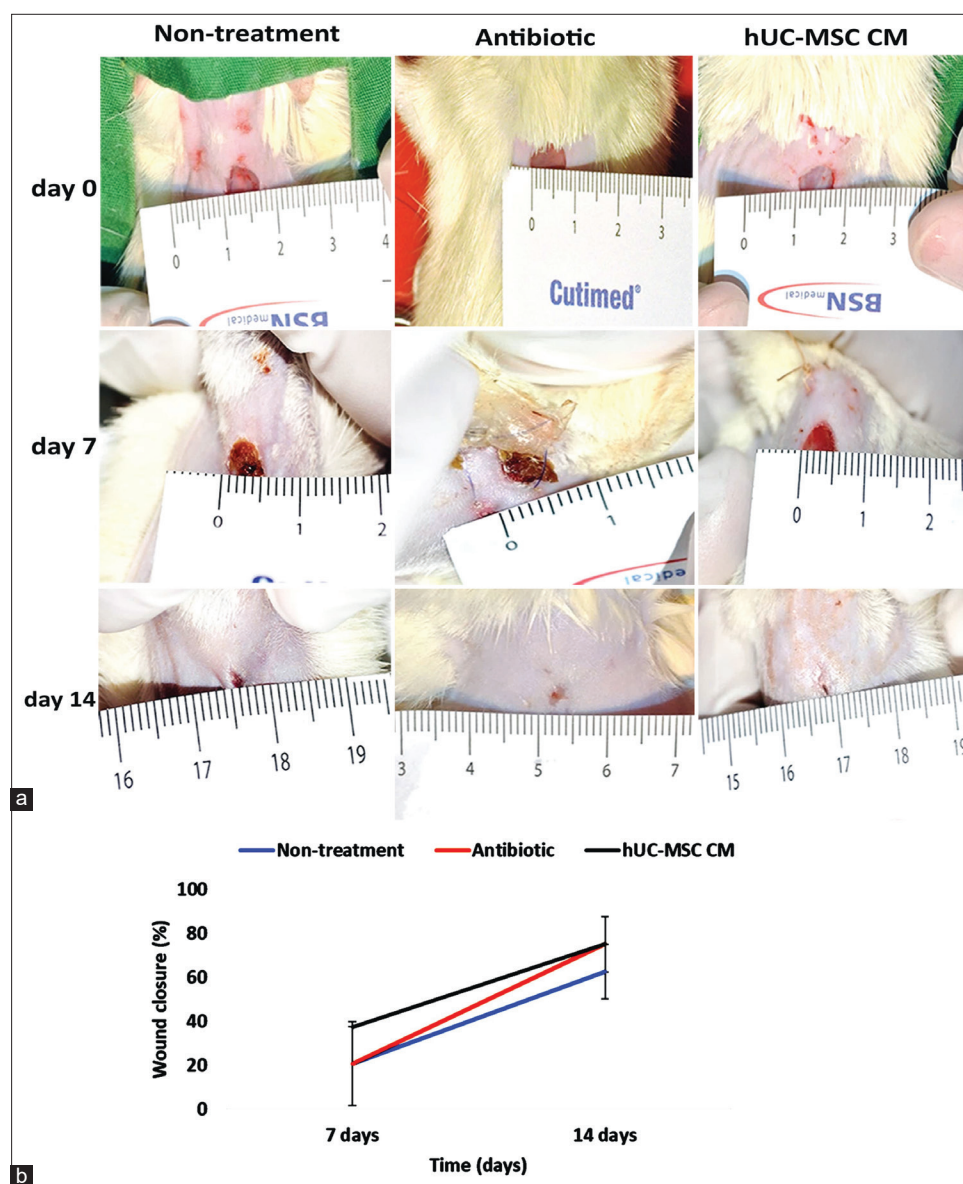 Non-treatment Antibiotic hUC-MSC CM
day 0
0 1 2 3 4
BSN
medical
0 1 2 3
Cutimed®
0 1 2 3
BSN
medical
day 7
0 1 2
0 1
medical
0 1 2
day 14
16 17 18 19
3 4 5 6 7
15 16 17 18 19
a
Non-treatment Antibiotic hUC-MSC CM
100
80
60
40
20
0
Wound closure (%)
7 days 14 days
Time (days)
b